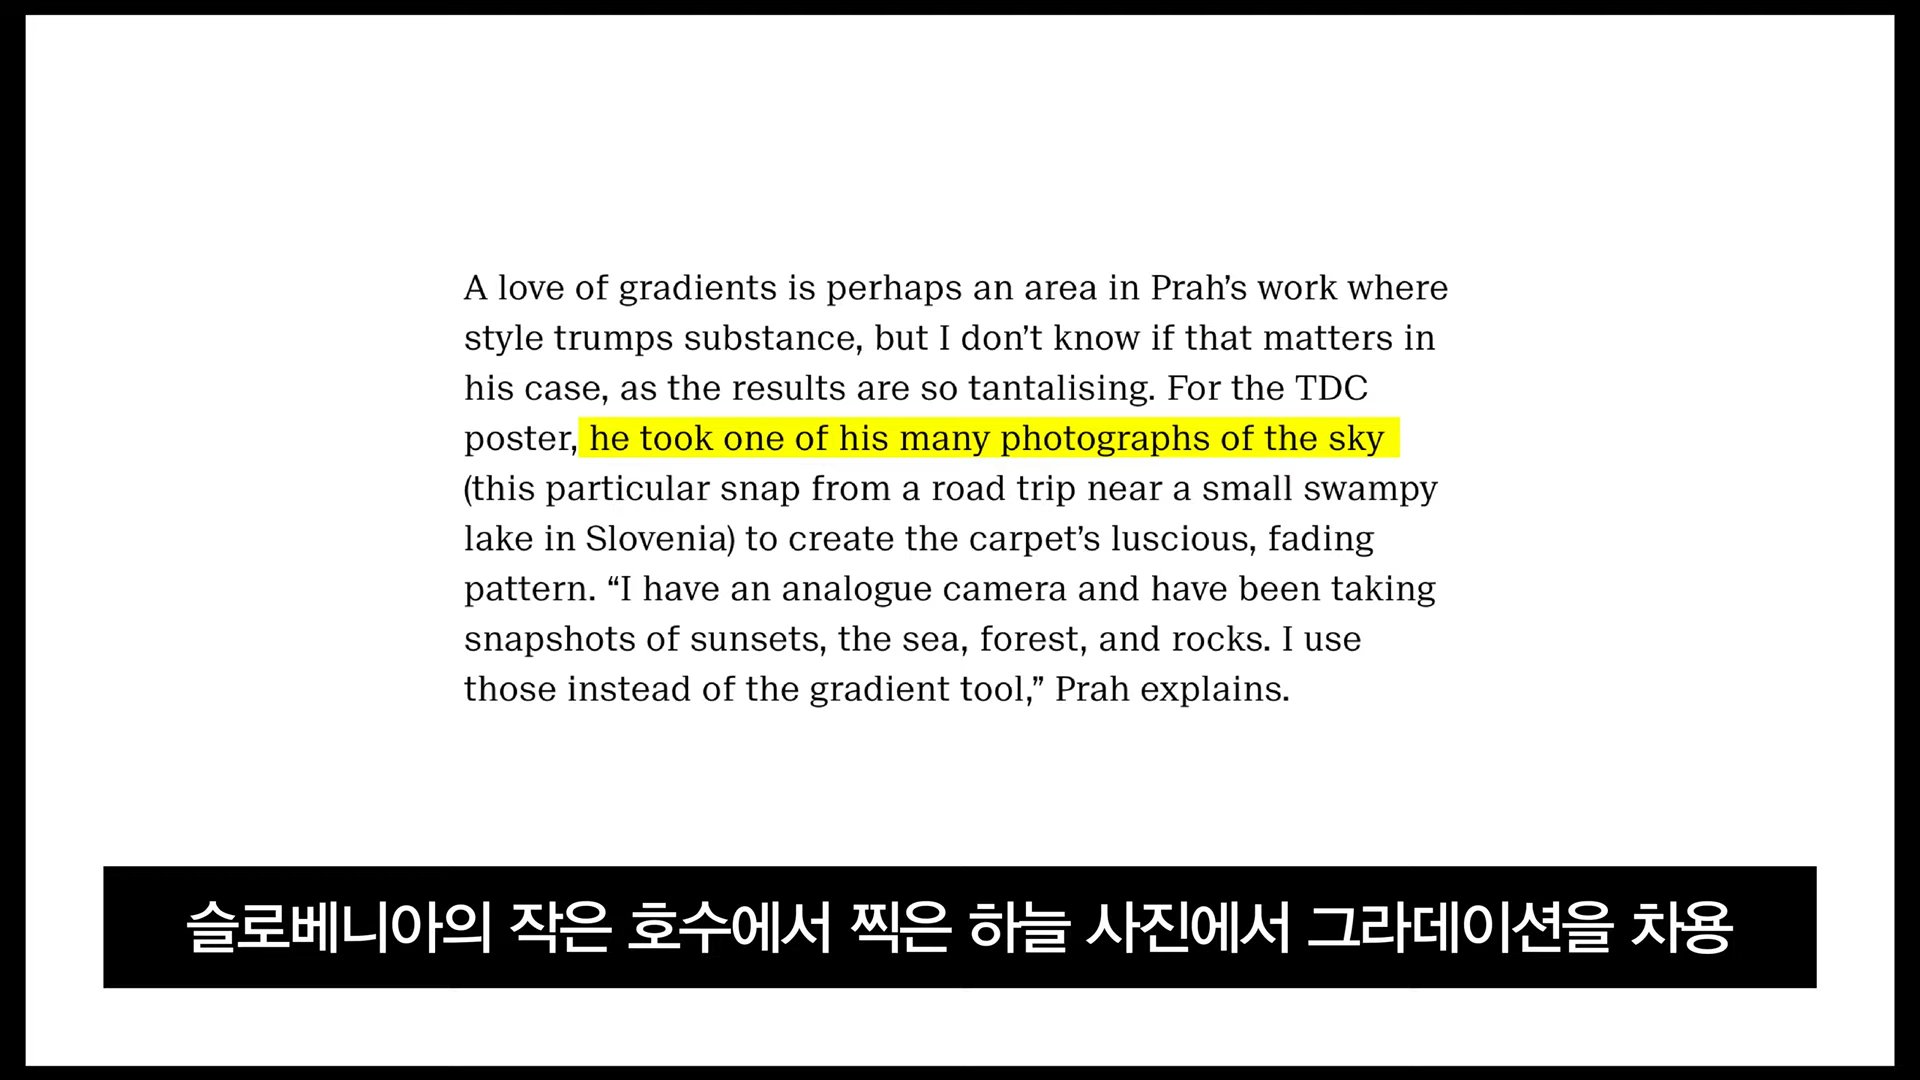 A love of gradients is perhaps an area in Prah’s work where
style trumps substance, but I don’t know if that matters in
his case, as the results are so tantalising. For the TDC
poster, he took one of his many photographs of the sky
(this particular snap from a road trip near a small swampy
lake in Slovenia) to create the carpet’s luscious, fading
pattern. “I have an analogue camera and have been taking
snapshots of sunsets, the sea, forest, and rocks. I use
those instead of the gradient tool,” Prah explains.
슬로베니아의 작은 호수에서 찍은 하늘 사진에서 그라데이션을 차용